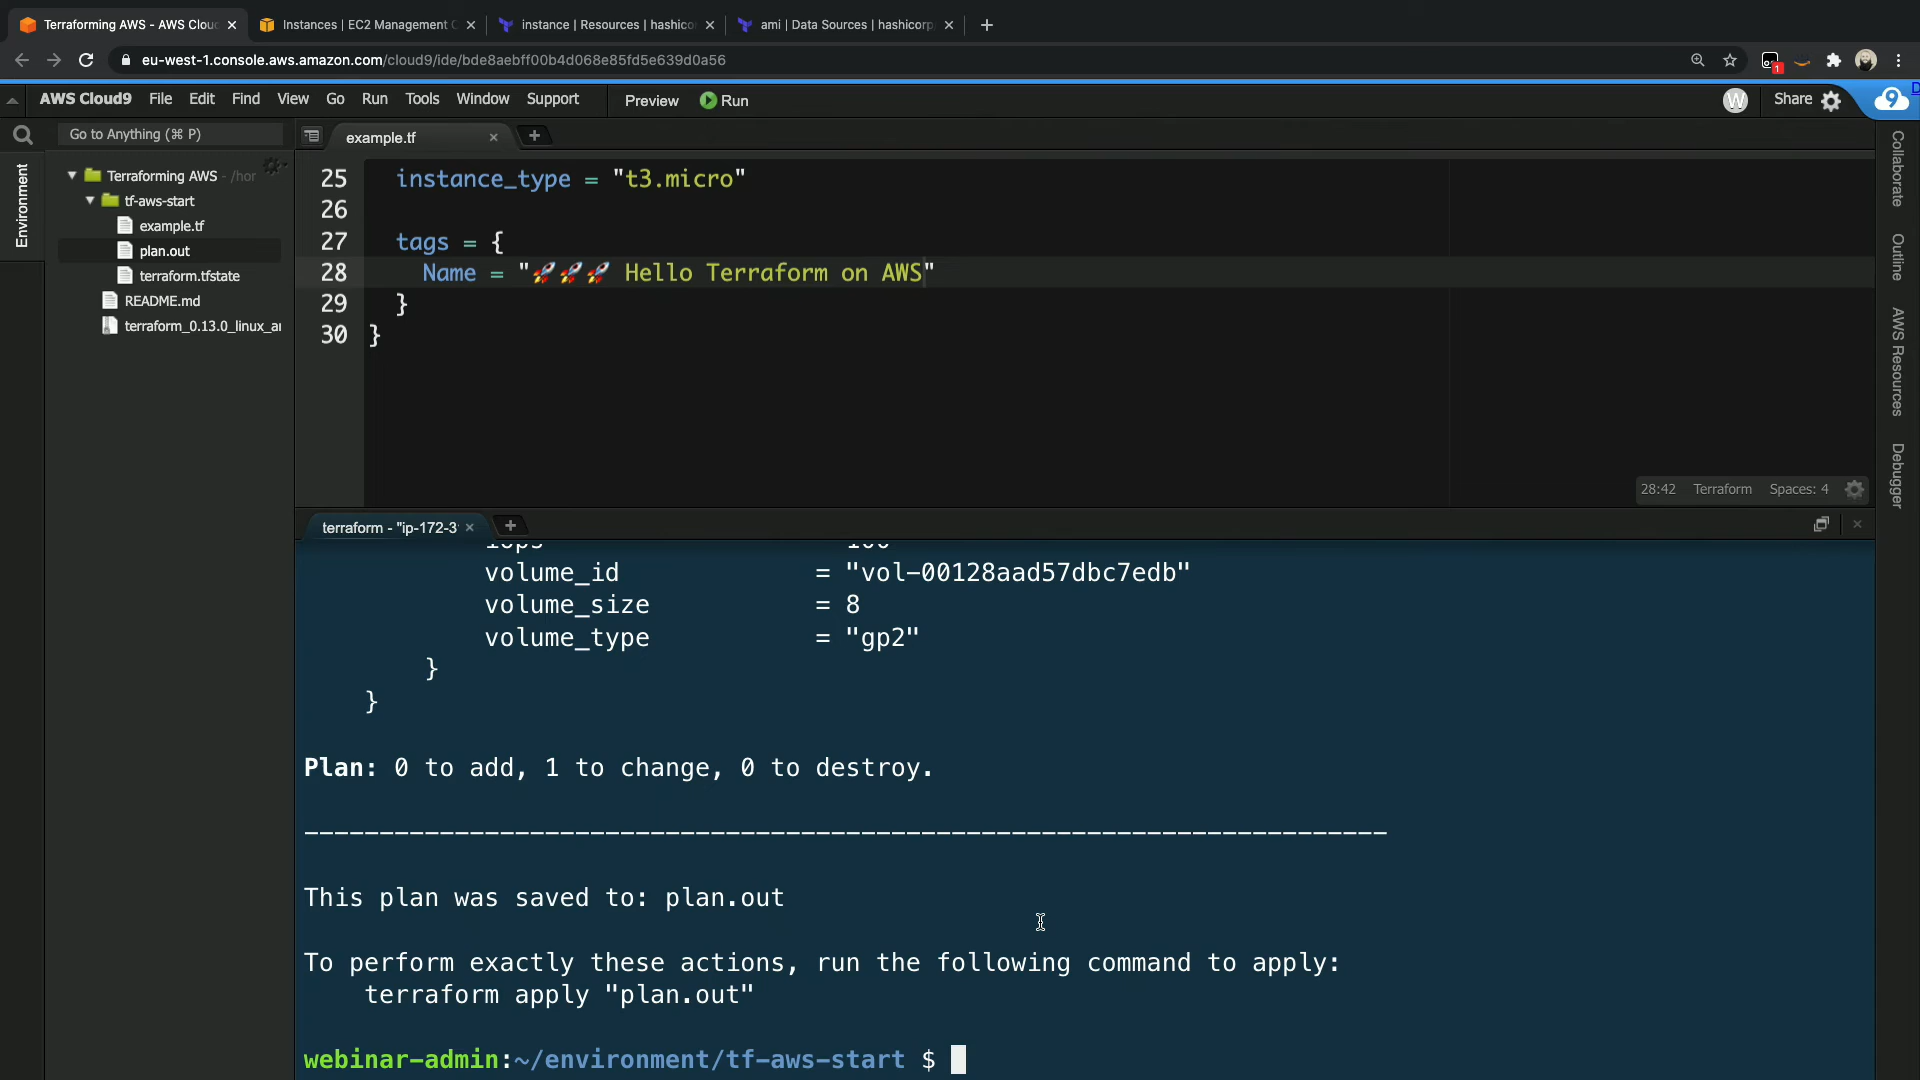 Terraforming AWS - AWS Clou
Instances | EC2 Management C
instance | Resources | hashico
ami | Data Sources | hashicorp
eu-west-1.console.aws.amazon.com/cloud9/ide/bde8aebff00b4d068e85fd5e639d0a56
1
AWS Cloud9 File Edit Find View Go Run Tools Window Support Preview Run
W Share 9
Go to Anything (⌘ P)
example.tf
Environment
Terraforming AWS - /hor
tf-aws-start
example.tf
plan.out
terraform.tfstate
README.md
terraform_0.13.0_linux_ar
25 instance_type = "t3.micro"
26
27 tags = {
28 Name = "🚀🚀🚀 Hello Terraform on AWS"
29 }
30 }
28:42 Terraform Spaces: 4
Collaborate
Outline
AWS Resources
Debugger
terraform - "ip-172-3
iops = 100
volume_id = "vol-00128aad57dbc7edb"
volume_size = 8
volume_type = "gp2"
}
}
Plan: 0 to add, 1 to change, 0 to destroy.
------------------------------------------------------------------------
This plan was saved to: plan.out
To perform exactly these actions, run the following command to apply:
terraform apply "plan.out"
webinar-admin:~/environment/tf-aws-start $